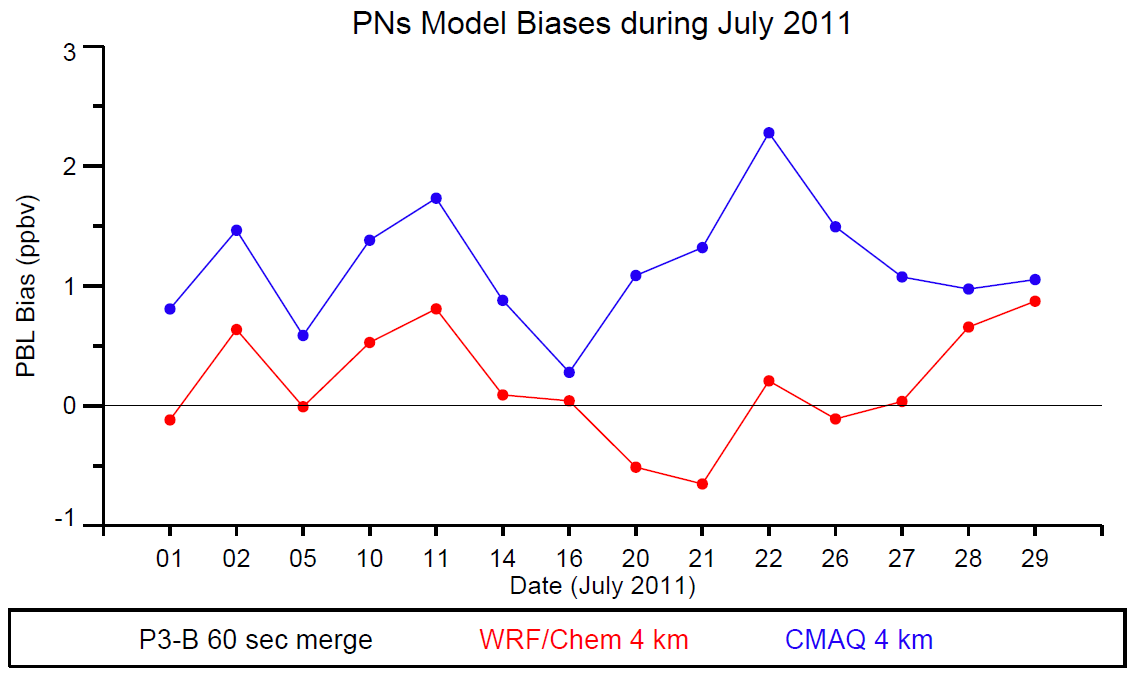 PNs Model Biases during July 2011
3
2
1
0
-1
PBL Bias (ppbv)
01 02 05 10 11 14 16 20 21 22 26 27 28 29
Date (July 2011)
P3-B 60 sec merge WRF/Chem 4 km CMAQ 4 km